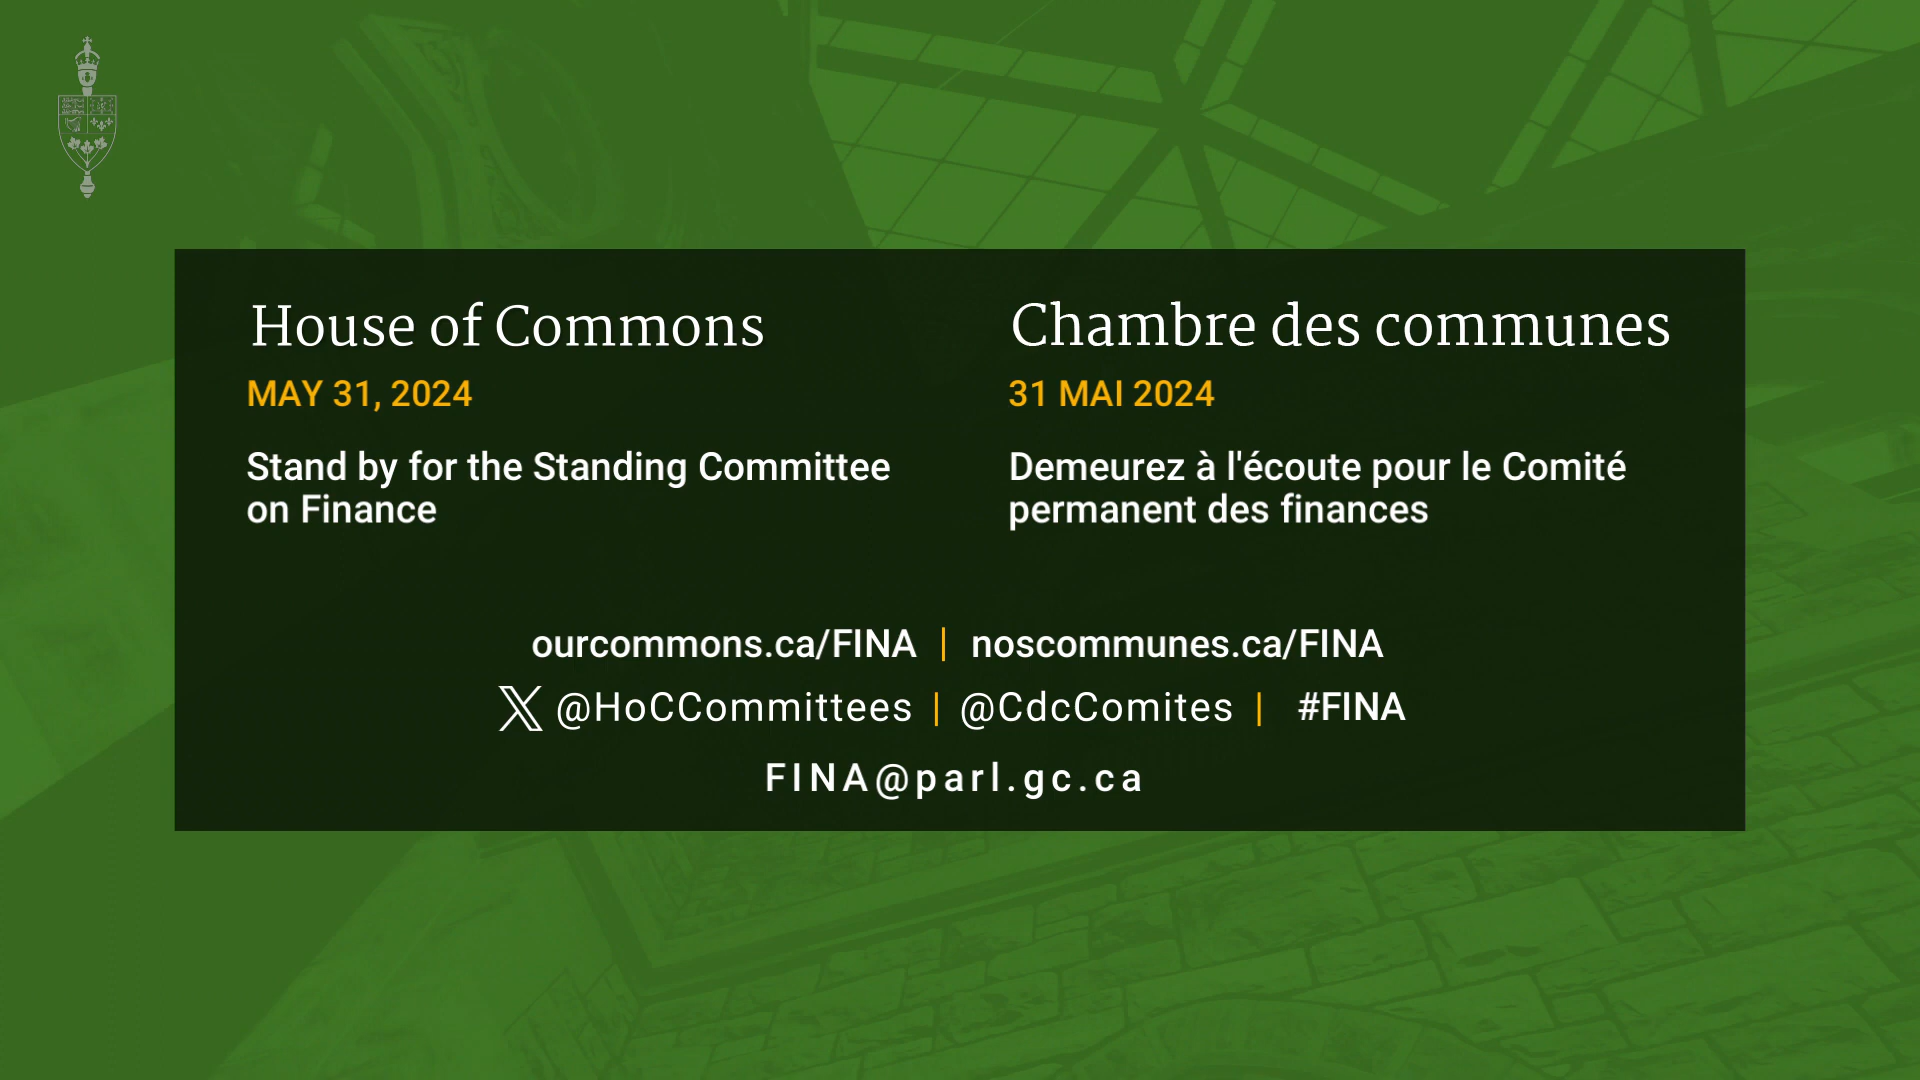 House of Commons
MAY 31, 2024
Stand by for the Standing Committee
on Finance
Chambre des communes
31 MAI 2024
Demeurez à l'écoute pour le Comité
permanent des finances
ourcommons.ca/FINA | noscommunes.ca/FINA
@HoCCommittees | @CdcComites | #FINA
FINA@parl.gc.ca